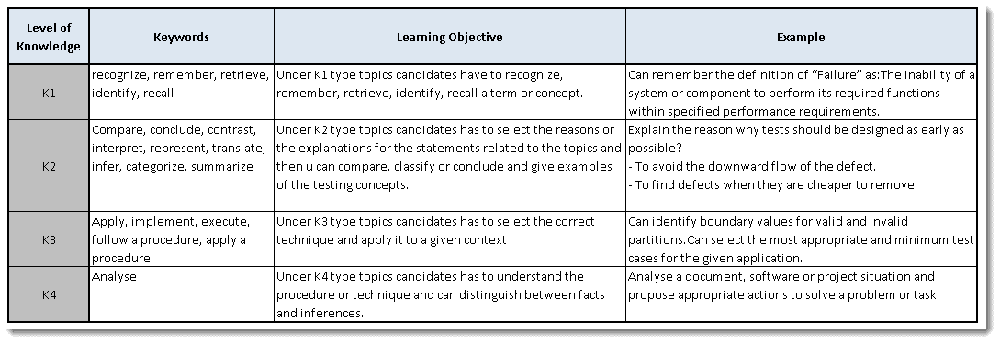 Level of
Knowledge
Keywords
Learning Objective
Example
K1
recognize, remember, retrieve,
identify, recall
Under K1 type topics candidates have to recognize,
remember, retrieve, identify, recall a term or concept.
Can remember the definition of “Failure” as:The inability of a
system or component to perform its required functions
within specified performance requirements.
K2
Compare, conclude, contrast,
interpret, represent, translate,
infer, categorize, summarize
Under K2 type topics candidates has to select the reasons or
the explanations for the statements related to the topics and
then u can compare, classify or conclude and give examples
of the testing concepts.
Explain the reason why tests should be designed as early as
possible?
- To avoid the downward flow of the defect.
- To find defects when they are cheaper to remove
K3
Apply, implement, execute,
follow a procedure, apply a
procedure
Under K3 type topics candidates has to select the correct
technique and apply it to a given context
Can identify boundary values for valid and invalid
partitions.Can select the most appropriate and minimum test
cases for the given application.
K4
Analyse
Under K4 type topics candidates has to understand the
procedure or technique and can distinguish between facts
and inferences.
Analyse a document, software or project situation and
propose appropriate actions to solve a problem or task.